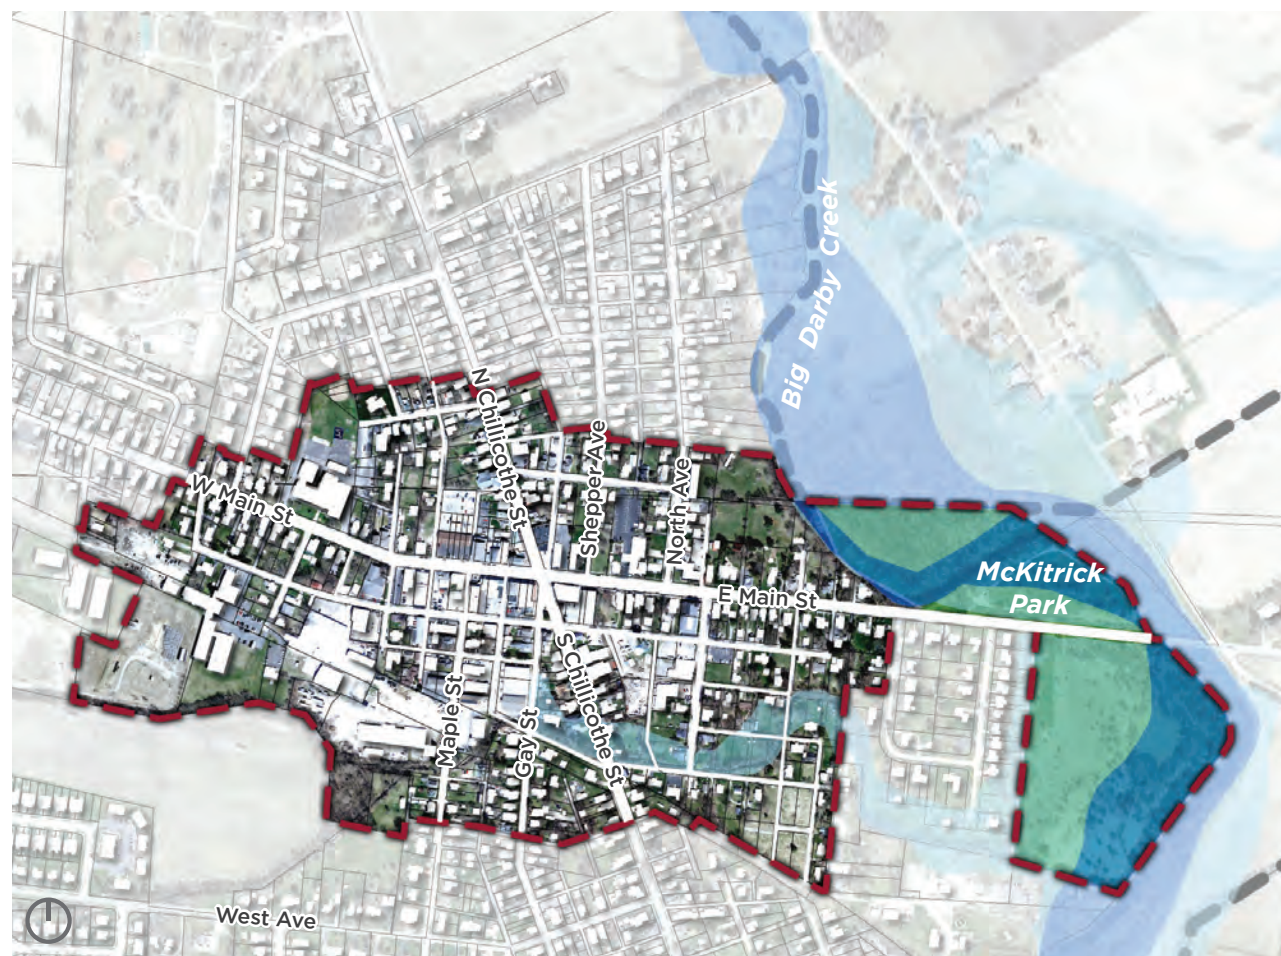 Big Darby Creek
N Chillicothe St
Shepper Ave
North Ave
W Main St
McKitrick
Park
E Main St
S Chillicothe St
Maple St
Gay St
West Ave